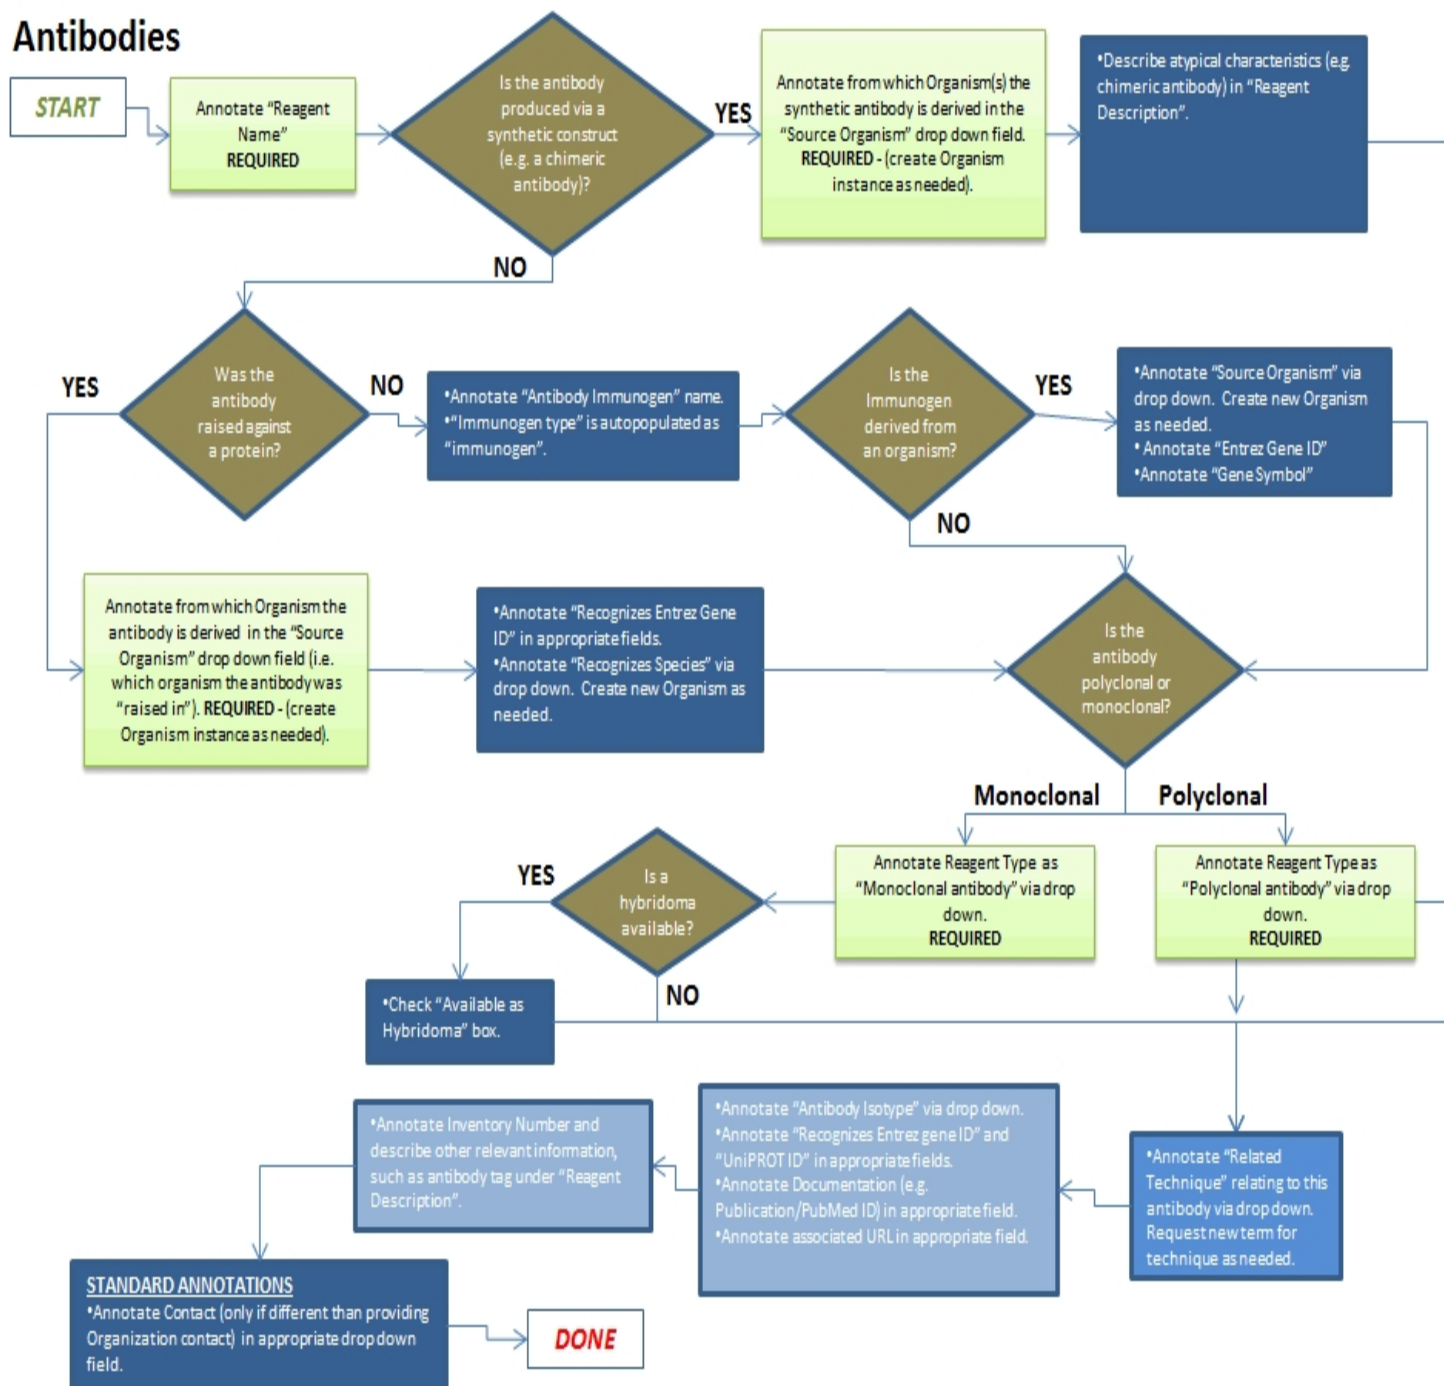 Antibodies
START
Annotate “Reagent
Name”
REQUIRED
Is the antibody
produced via a
synthetic construct
(e.g. a chimeric
antibody)?
YES
Annotate from which Organism(s) the
synthetic antibody is derived in the
“Source Organism” drop down field.
REQUIRED - (create Organism
instance as needed).
•Describe atypical characteristics (e.g.
chimeric antibody) in “Reagent
Description”.
NO
YES
Was the
antibody
raised against
a protein?
NO
•Annotate “Antibody Immunogen” name.
•“Immunogen type” is autopopulated as
“immunogen”.
Is the
Immunogen
derived from
an organism?
YES
•Annotate “Source Organism” via
drop down. Create new Organism
as needed.
•Annotate “Entrez Gene ID”
•Annotate “Gene Symbol”
NO
Annotate from which Organism the
antibody is derived in the “Source
Organism” drop down field (i.e.
which organism the antibody was
“raised in”). REQUIRED - (create
Organism instance as needed).
•Annotate “Recognizes Entrez Gene
ID” in appropriate fields.
•Annotate “Recognizes Species” via
drop down. Create new Organism as
needed.
Is the
antibody
polyclonal or
monoclonal?
Monoclonal
Polyclonal
YES
Is a
hybridoma
available?
Annotate Reagent Type as
“Monoclonal antibody” via drop
down.
REQUIRED
Annotate Reagent Type as
“Polyclonal antibody” via drop
down.
REQUIRED
•Check “Available as
Hybridoma” box.
NO
•Annotate Inventory Number and
describe other relevant information,
such as antibody tag under “Reagent
Description”.
•Annotate “Antibody Isotype” via drop down.
•Annotate “Recognizes Entrez gene ID” and
“UniPROT ID” in appropriate fields.
•Annotate Documentation (e.g.
Publication/PubMed ID) in appropriate field.
•Annotate associated URL in appropriate field.
•Annotate “Related
Technique” relating to this
antibody via drop down.
Request new term for
technique as needed.
STANDARD ANNOTATIONS
•Annotate Contact (only if different than providing
Organization contact) in appropriate drop down
field.
DONE